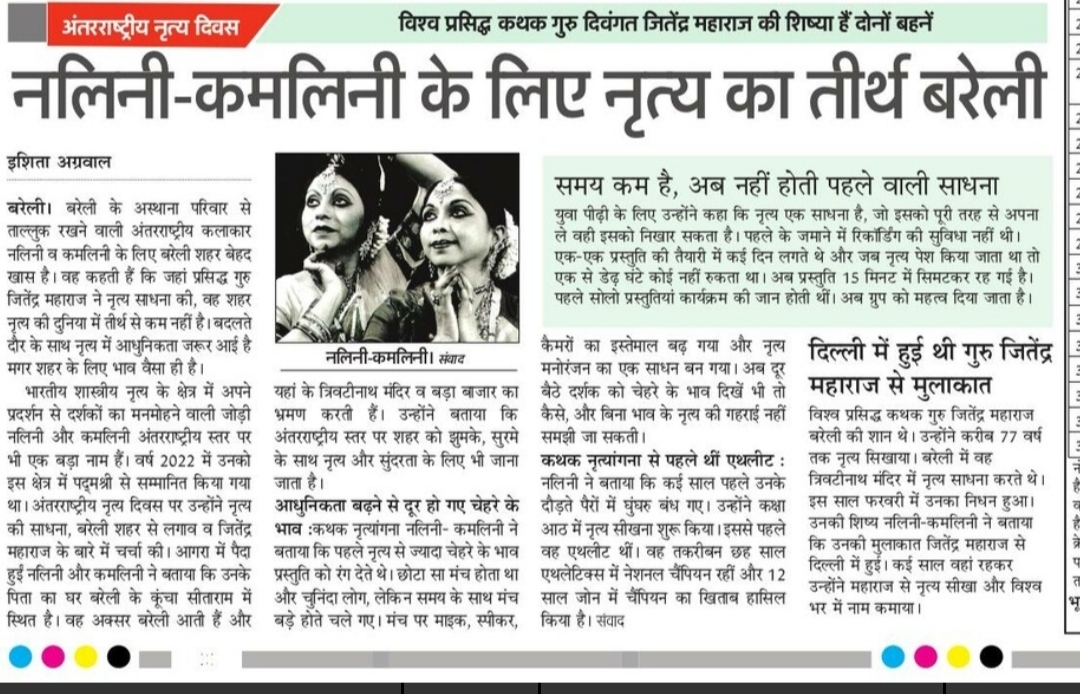 अंतरराष्ट्रीय नृत्य दिवस
विश्व प्रसिद्ध कथक गुरु दिवंगत जितेंद्र महाराज की शिष्या हैं दोनों बहनें
नलिनी-कमलिनी के लिए नृत्य का तीर्थ बरेली
इशिता अग्रवाल
बरेली। बरेली के अस्थाना परिवार से
ताल्लुक रखने वाली अंतरराष्ट्रीय कलाकार
नलिनी व कमलिनी के लिए बरेली शहर बेहद
खास है। वह कहती हैं कि जहां प्रसिद्ध गुरु
जितेंद्र महाराज ने नृत्य साधना की, वह शहर
नृत्य की दुनिया में तीर्थ से कम नहीं है। बदलते
दौर के साथ नृत्य में आधुनिकता जरूर आई है
मगर शहर के लिए भाव वैसा ही है।
भारतीय शास्त्रीय नृत्य के क्षेत्र में अपने
प्रदर्शन से दर्शकों का मनमोहने वाली जोड़ी
नलिनी और कमलिनी अंतरराष्ट्रीय स्तर पर
भी एक बड़ा नाम हैं। वर्ष 2022 में उनको
इस क्षेत्र में पद्मश्री से सम्मानित किया गया
था। अंतरराष्ट्रीय नृत्य दिवस पर उन्होंने नृत्य
की साधना, बरेली शहर से लगाव व जितेंद्र
महाराज के बारे में चर्चा की। आगरा में पैदा
हुईं नलिनी और कमलिनी ने बताया कि उनके
पिता का घर बरेली के कूंचा सीताराम में
स्थित है। वह अक्सर बरेली आती हैं और
नलिनी-कमलिनी। संवाद
यहां के त्रिवटीनाथ मंदिर व बड़ा बाजार का
भ्रमण करती हैं। उन्होंने बताया कि
अंतरराष्ट्रीय स्तर पर शहर को झुमके, सुरमे
के साथ नृत्य और सुंदरता के लिए भी जाना
जाता है।
आधुनिकता बढ़ने से दूर हो गए चेहरे के
भाव :कथक नृत्यांगना नलिनी- कमलिनी ने
बताया कि पहले नृत्य से ज्यादा चेहरे के भाव
प्रस्तुति को रंग देते थे। छोटा सा मंच होता था
और चुनिंदा लोग, लेकिन समय के साथ मंच
बड़े होते चले गए। मंच पर माइक, स्पीकर,
समय कम है, अब नहीं होती पहले वाली साधना
युवा पीढ़ी के लिए उन्होंने कहा कि नृत्य एक साधना है, जो इसको पूरी तरह से अपना
ले वही इसको निखार सकता है। पहले के जमाने में रिकॉर्डिंग की सुविधा नहीं थी।
एक-एक प्रस्तुति की तैयारी में कई दिन लगते थे और जब नृत्य पेश किया जाता था तो
एक से डेढ़ घंटे कोई नहीं रुकता था। अब प्रस्तुति 15 मिनट में सिमटकर रह गई है।
पहले सोलो प्रस्तुतियां कार्यक्रम की जान होती थीं। अब ग्रुप को महत्व दिया जाता है।
कैमरों का इस्तेमाल बढ़ गया और नृत्य
मनोरंजन का एक साधन बन गया। अब दूर
बैठे दर्शक को चेहरे के भाव दिखें भी तो
कैसे, और बिना भाव के नृत्य की गहराई नहीं
समझी जा सकती।
कथक नृत्यांगना से पहले थीं एथलीट :
नलिनी ने बताया कि कई साल पहले उनके
दौड़ते पैरों में घुंघरु बंध गए। उन्होंने कक्षा
आठ में नृत्य सीखना शुरू किया। इससे पहले
वह एथलीट थीं। वह तकरीबन छह साल
एथलेटिक्स में नेशनल चैंपियन रहीं और 12
साल जोन में चैंपियन का खिताब हासिल
किया है। संवाद
दिल्ली में हुई थी गुरु जितेंद्र
महाराज से मुलाकात
विश्व प्रसिद्ध कथक गुरु जितेंद्र महाराज
बरेली की शान थे। उन्होंने करीब 77 वर्ष
तक नृत्य सिखाया। बरेली में वह
त्रिवटीनाथ मंदिर में नृत्य साधना करते थे।
इस साल फरवरी में उनका निधन हुआ।
उनकी शिष्य नलिनी-कमलिनी ने बताया
कि उनकी मुलाकात जितेंद्र महाराज से
दिल्ली में हुई। कई साल वहां रहकर
उन्होंने महाराज से नृत्य सीखा और विश्व
भर में नाम कमाया।